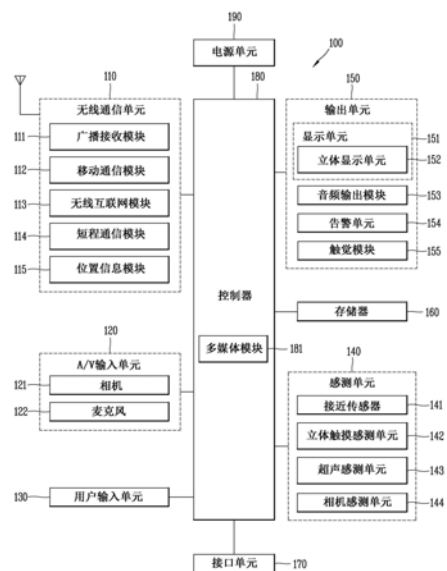 190
电源单元
100
110
180
150
无线通信单元
111
广播接收模块
112
移动通信模块
113
无线互联网模块
114
短程通信模块
115
位置信息模块
输出单元
显示单元
151
立体显示单元
152
音频输出模块
153
告警单元
154
触觉模块
155
控制器
多媒体模块
181
存储器
160
120
A/V输入单元
121
相机
122
麦克风
130
用户输入单元
140
感测单元
接近传感器
141
立体触摸感测单元
142
超声感测单元
143
相机感测单元
144
接口单元
170